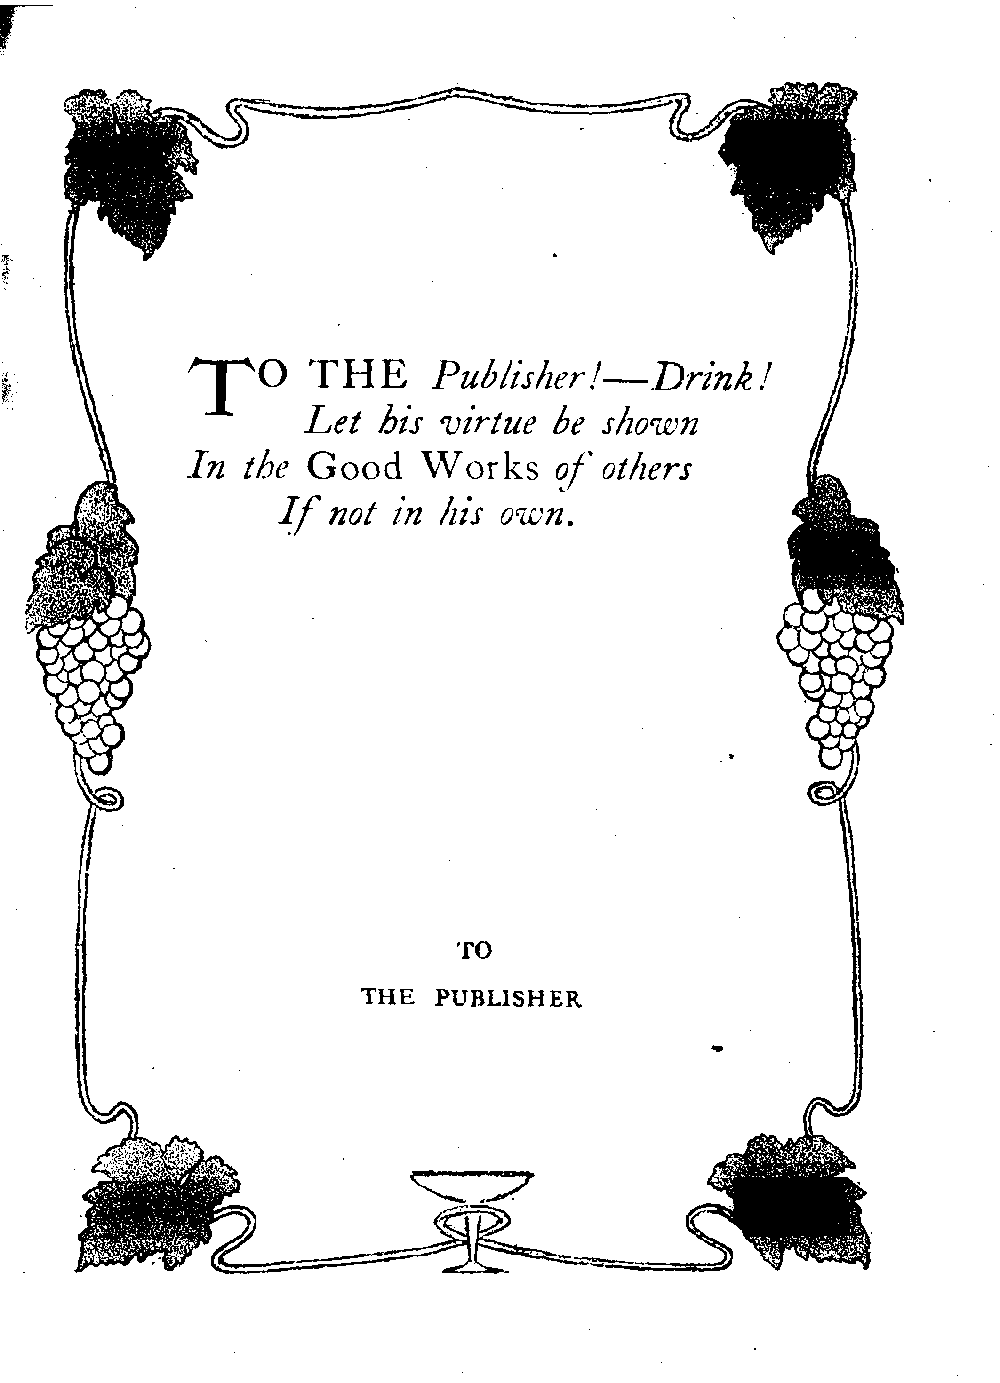 TO THE Publisher!—Drink!
Let his virtue be shown
In the Good Works of others
If not in his own.
TO
THE PUBLISHER